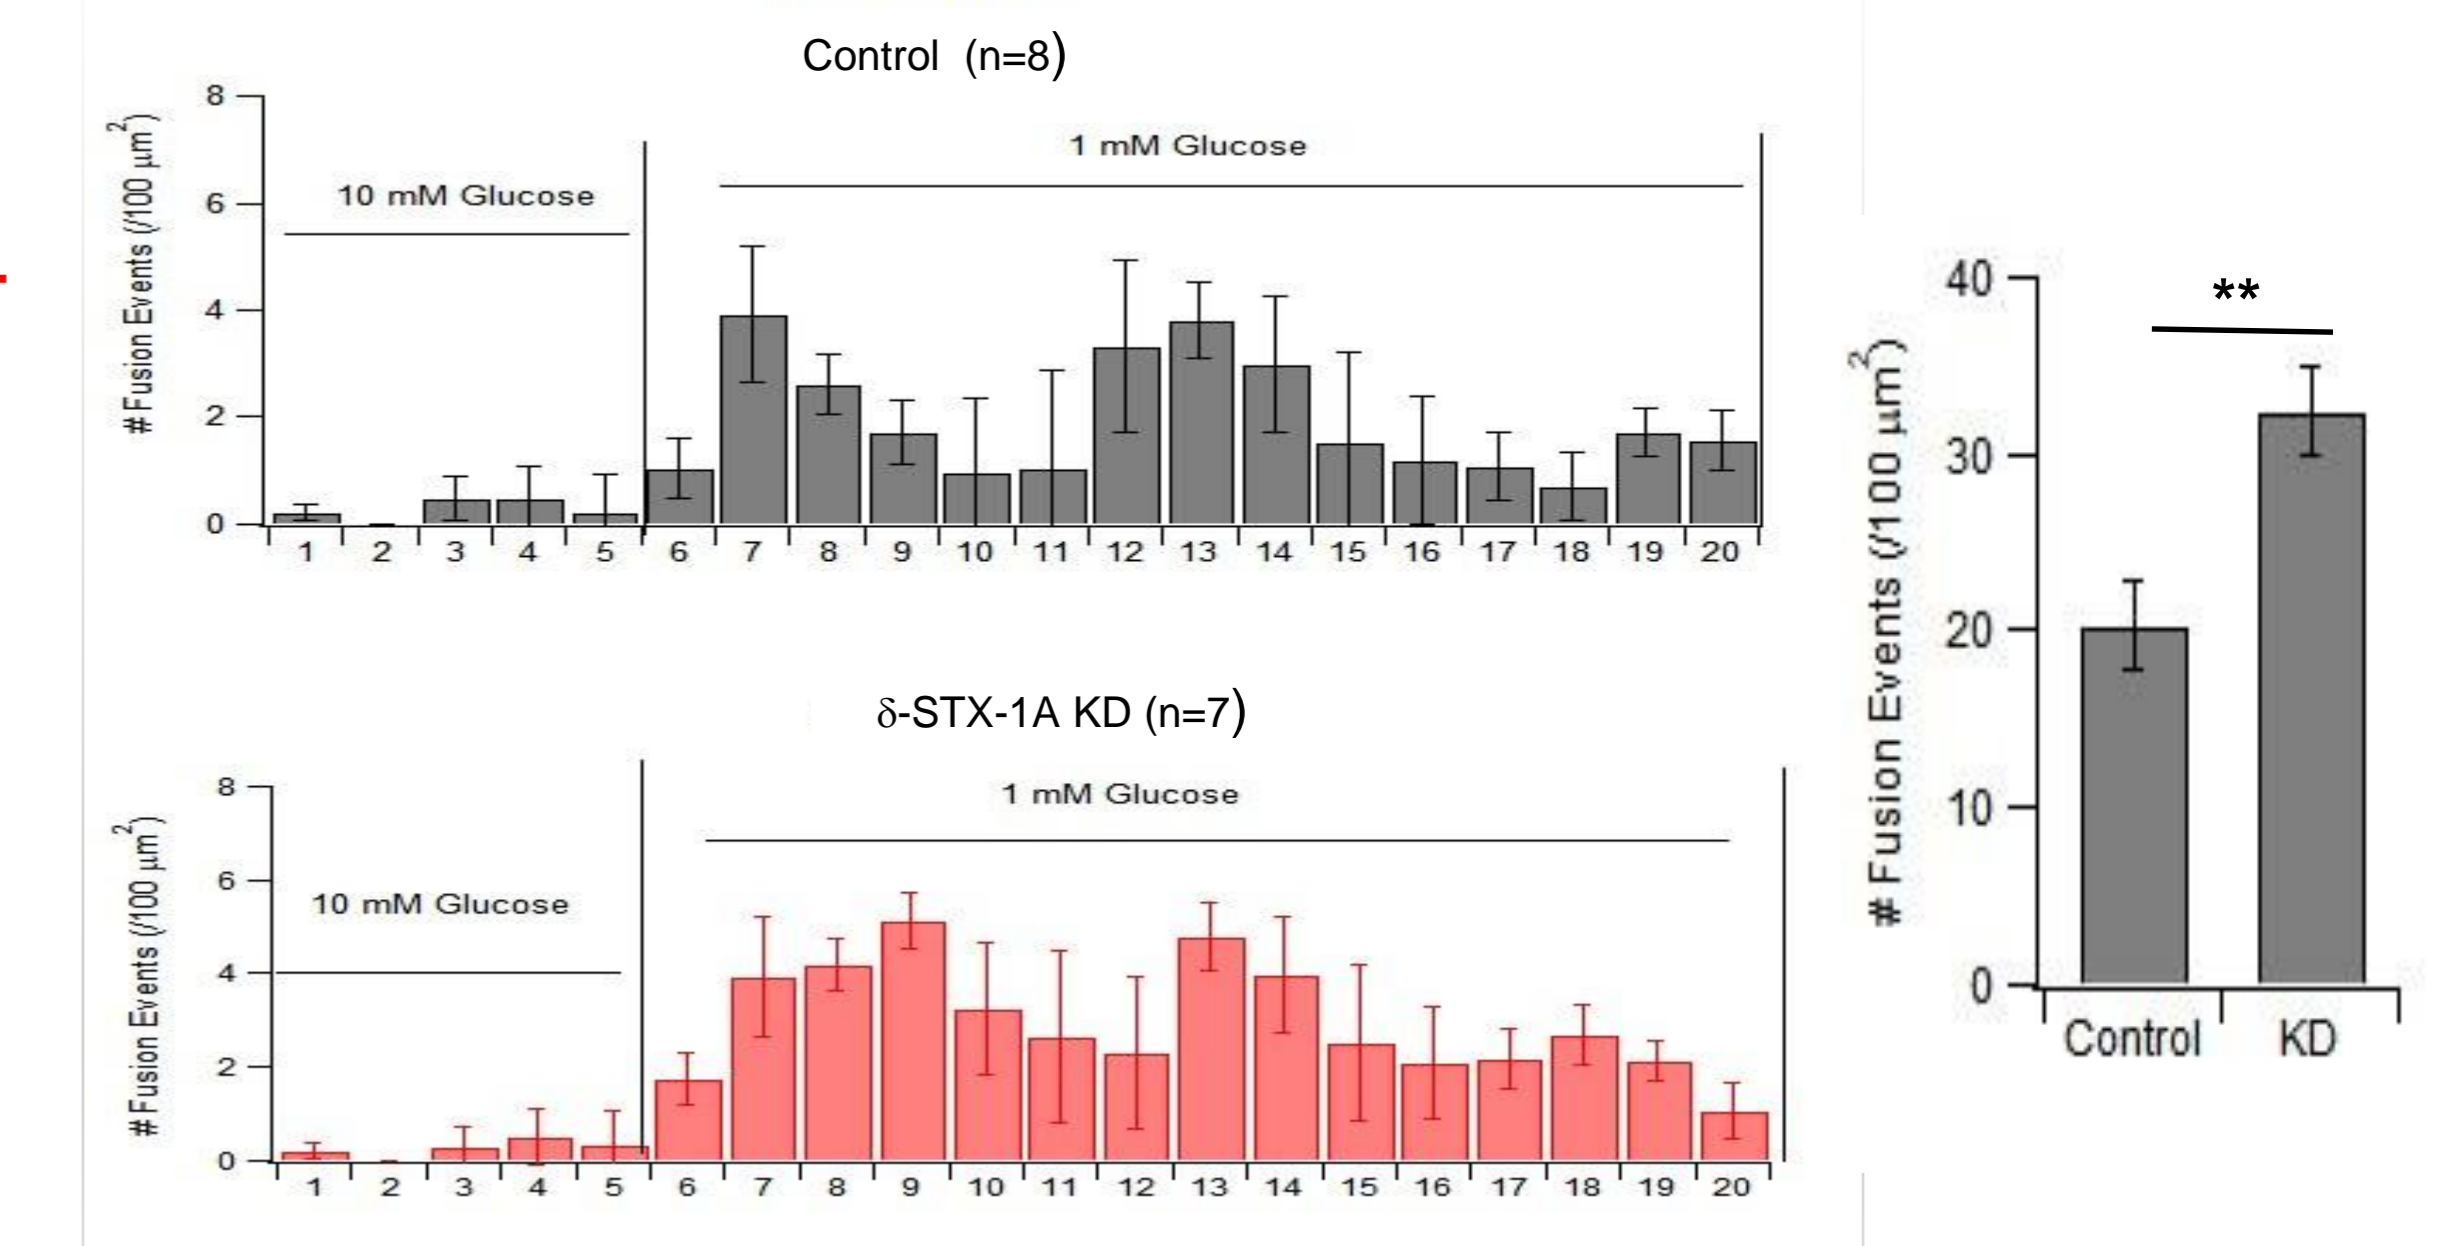 Control (n=8)
# Fusion Events (/100 μm²)
8
6
4
2
0
10 mM Glucose
1 mM Glucose
1 2 3 4 5 6 7 8 9 10 11 12 13 14 15 16 17 18 19 20
δ-STX-1A KD (n=7)
# Fusion Events (/100 μm²)
8
6
4
2
0
10 mM Glucose
1 mM Glucose
1 2 3 4 5 6 7 8 9 10 11 12 13 14 15 16 17 18 19 20
# Fusion Events (/100 μm²)
40
30
20
10
0
**
Control KD